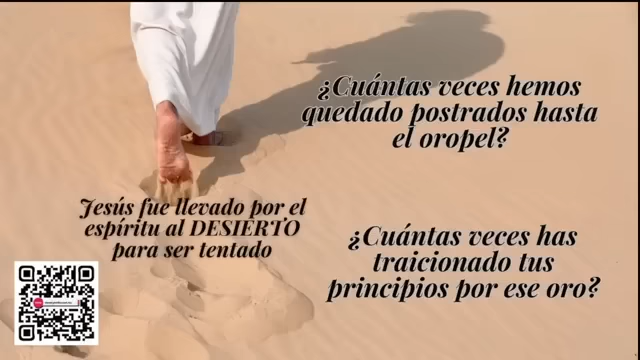 ¿Cuántas veces hemos
quedado postrados hasta
el oropel?
Jesús fue llevado por el
espíritu al DESIERTO
para ser tentado
¿Cuántas veces has
traicionado tus
principios por ese oro?